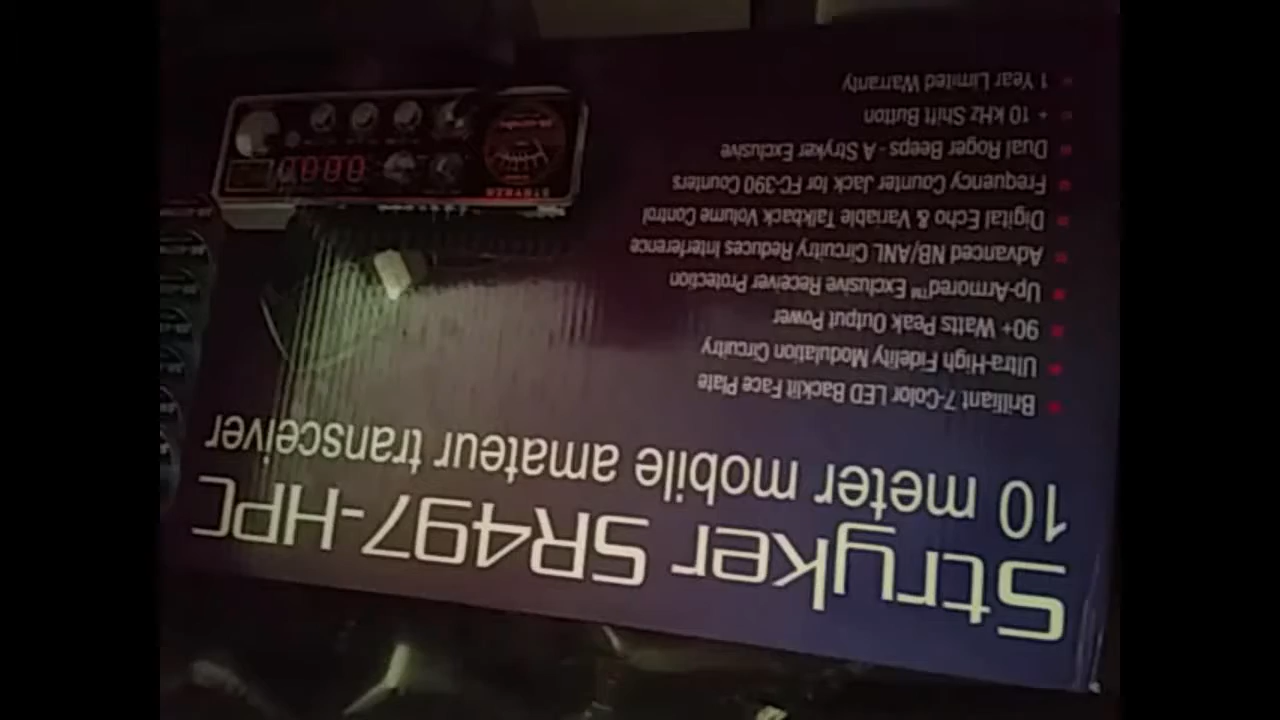 Stryker SR497-HPC
10 meter mobile amateur transceiver
Brilliant 7-Color LED Backlit Face Plate
Ultra-High Fidelity Modulation Circuitry
90+ Watts Peak Output Power
Up-Armored™ Exclusive Receiver Protection
Advanced NB/ANL Circuitry Reduces Interference
Digital Echo & Variable Talkback Volume Control
Frequency Counter Jack for FC-390 Counters
Dual Roger Beeps - A Stryker Exclusive
+ 10 kHz Shift Button
1 Year Limited Warranty
STRYKER